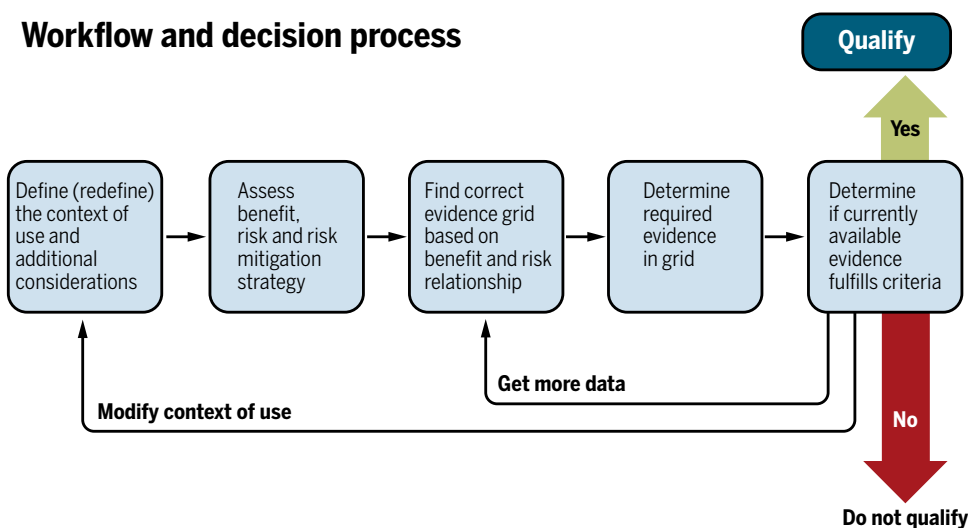 Workflow and decision process
Qualify
Yes
Define (redefine)
the context of
use and
additional
considerations
Assess
benefit,
risk and risk
mitigation
strategy
Find correct
evidence grid
based on
benefit and risk
relationship
Determine
required
evidence
in grid
Determine
if currently
available
evidence
fulfills criteria
Get more data
Modify context of use
No
Do not qualify